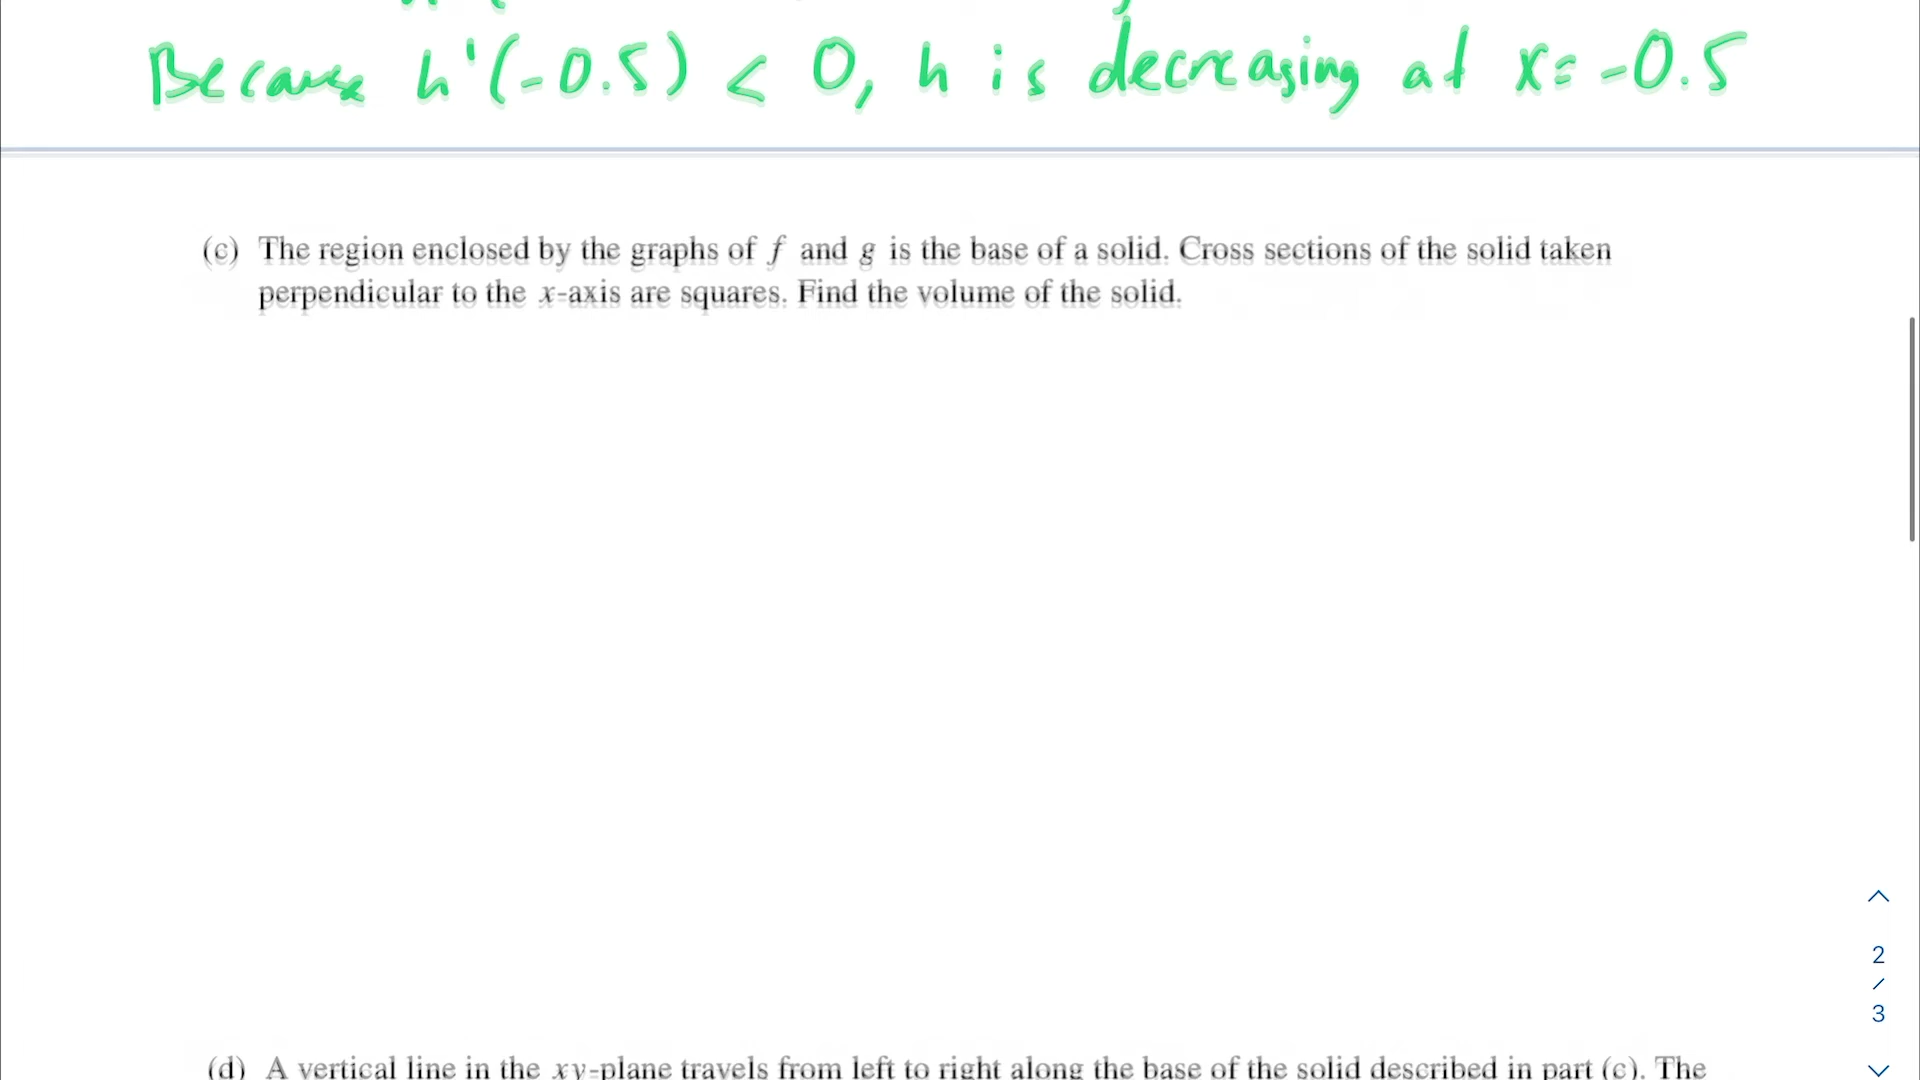 Because h'(-0.5) < 0, h is decreasing at x = -0.5
(c) The region enclosed by the graphs of f and g is the base of a solid. Cross sections of the solid taken
perpendicular to the x-axis are squares. Find the volume of the solid.
2
/
3
(d) A vertical line in the xy-plane travels from left to right along the base of the solid described in part (c). The